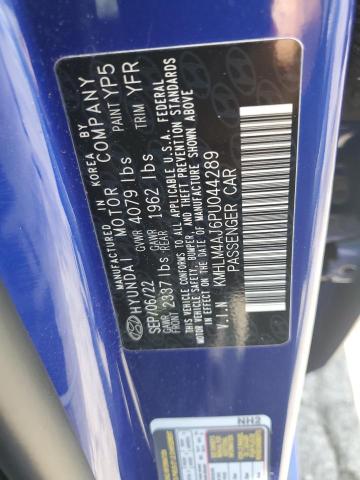 MANUFACTURED IN KOREA BY
HYUNDAI MOTOR COMPANY
SEP/06/22 GVWR 4079 lbs PAINT YP5
GAWR FRONT 2337 lbs GAWR REAR 1962 lbs TRIM YFR
THIS VEHICLE CONFORMS TO ALL APPLICABLE U.S.A. FEDERAL
MOTOR VEHICLE SAFETY, BUMPER, AND THEFT PREVENTION
STANDARDS IN EFFECT ON THE DATE OF MANUFACTURE SHOWN ABOVE.
V.I.N KMHLM4AJ6PU044289
PASSENGER CAR
NH2